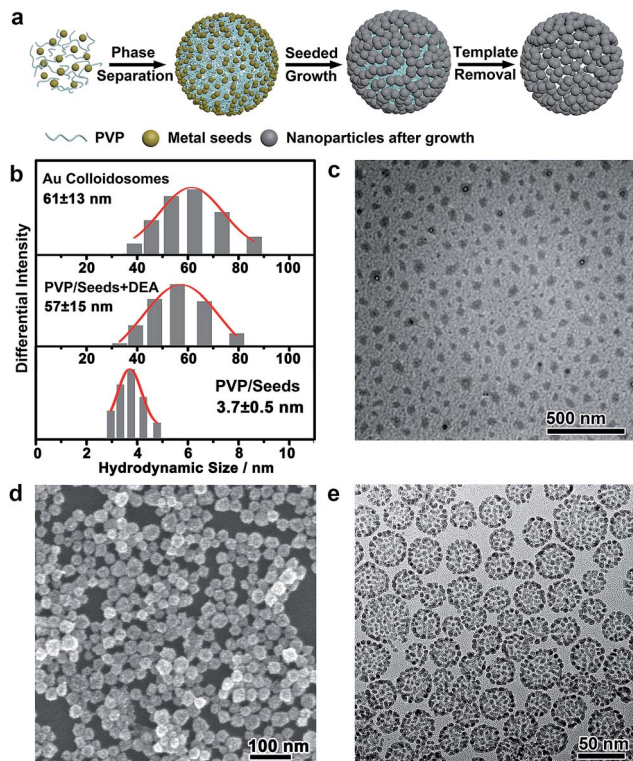 a
Phase
Separation
Seeded
Growth
Template
Removal
PVP
Metal seeds
Nanoparticles after growth
b
Differential Intensity
Au Colloidosomes
61±13 nm
20 40 60 80 100
PVP/Seeds+DEA
57±15 nm
20 40 60 80 100
PVP/Seeds
3.7±0.5 nm
0 2 4 6 8 10
Hydrodynamic Size / nm
c
500 nm
d
100 nm
e
50 nm